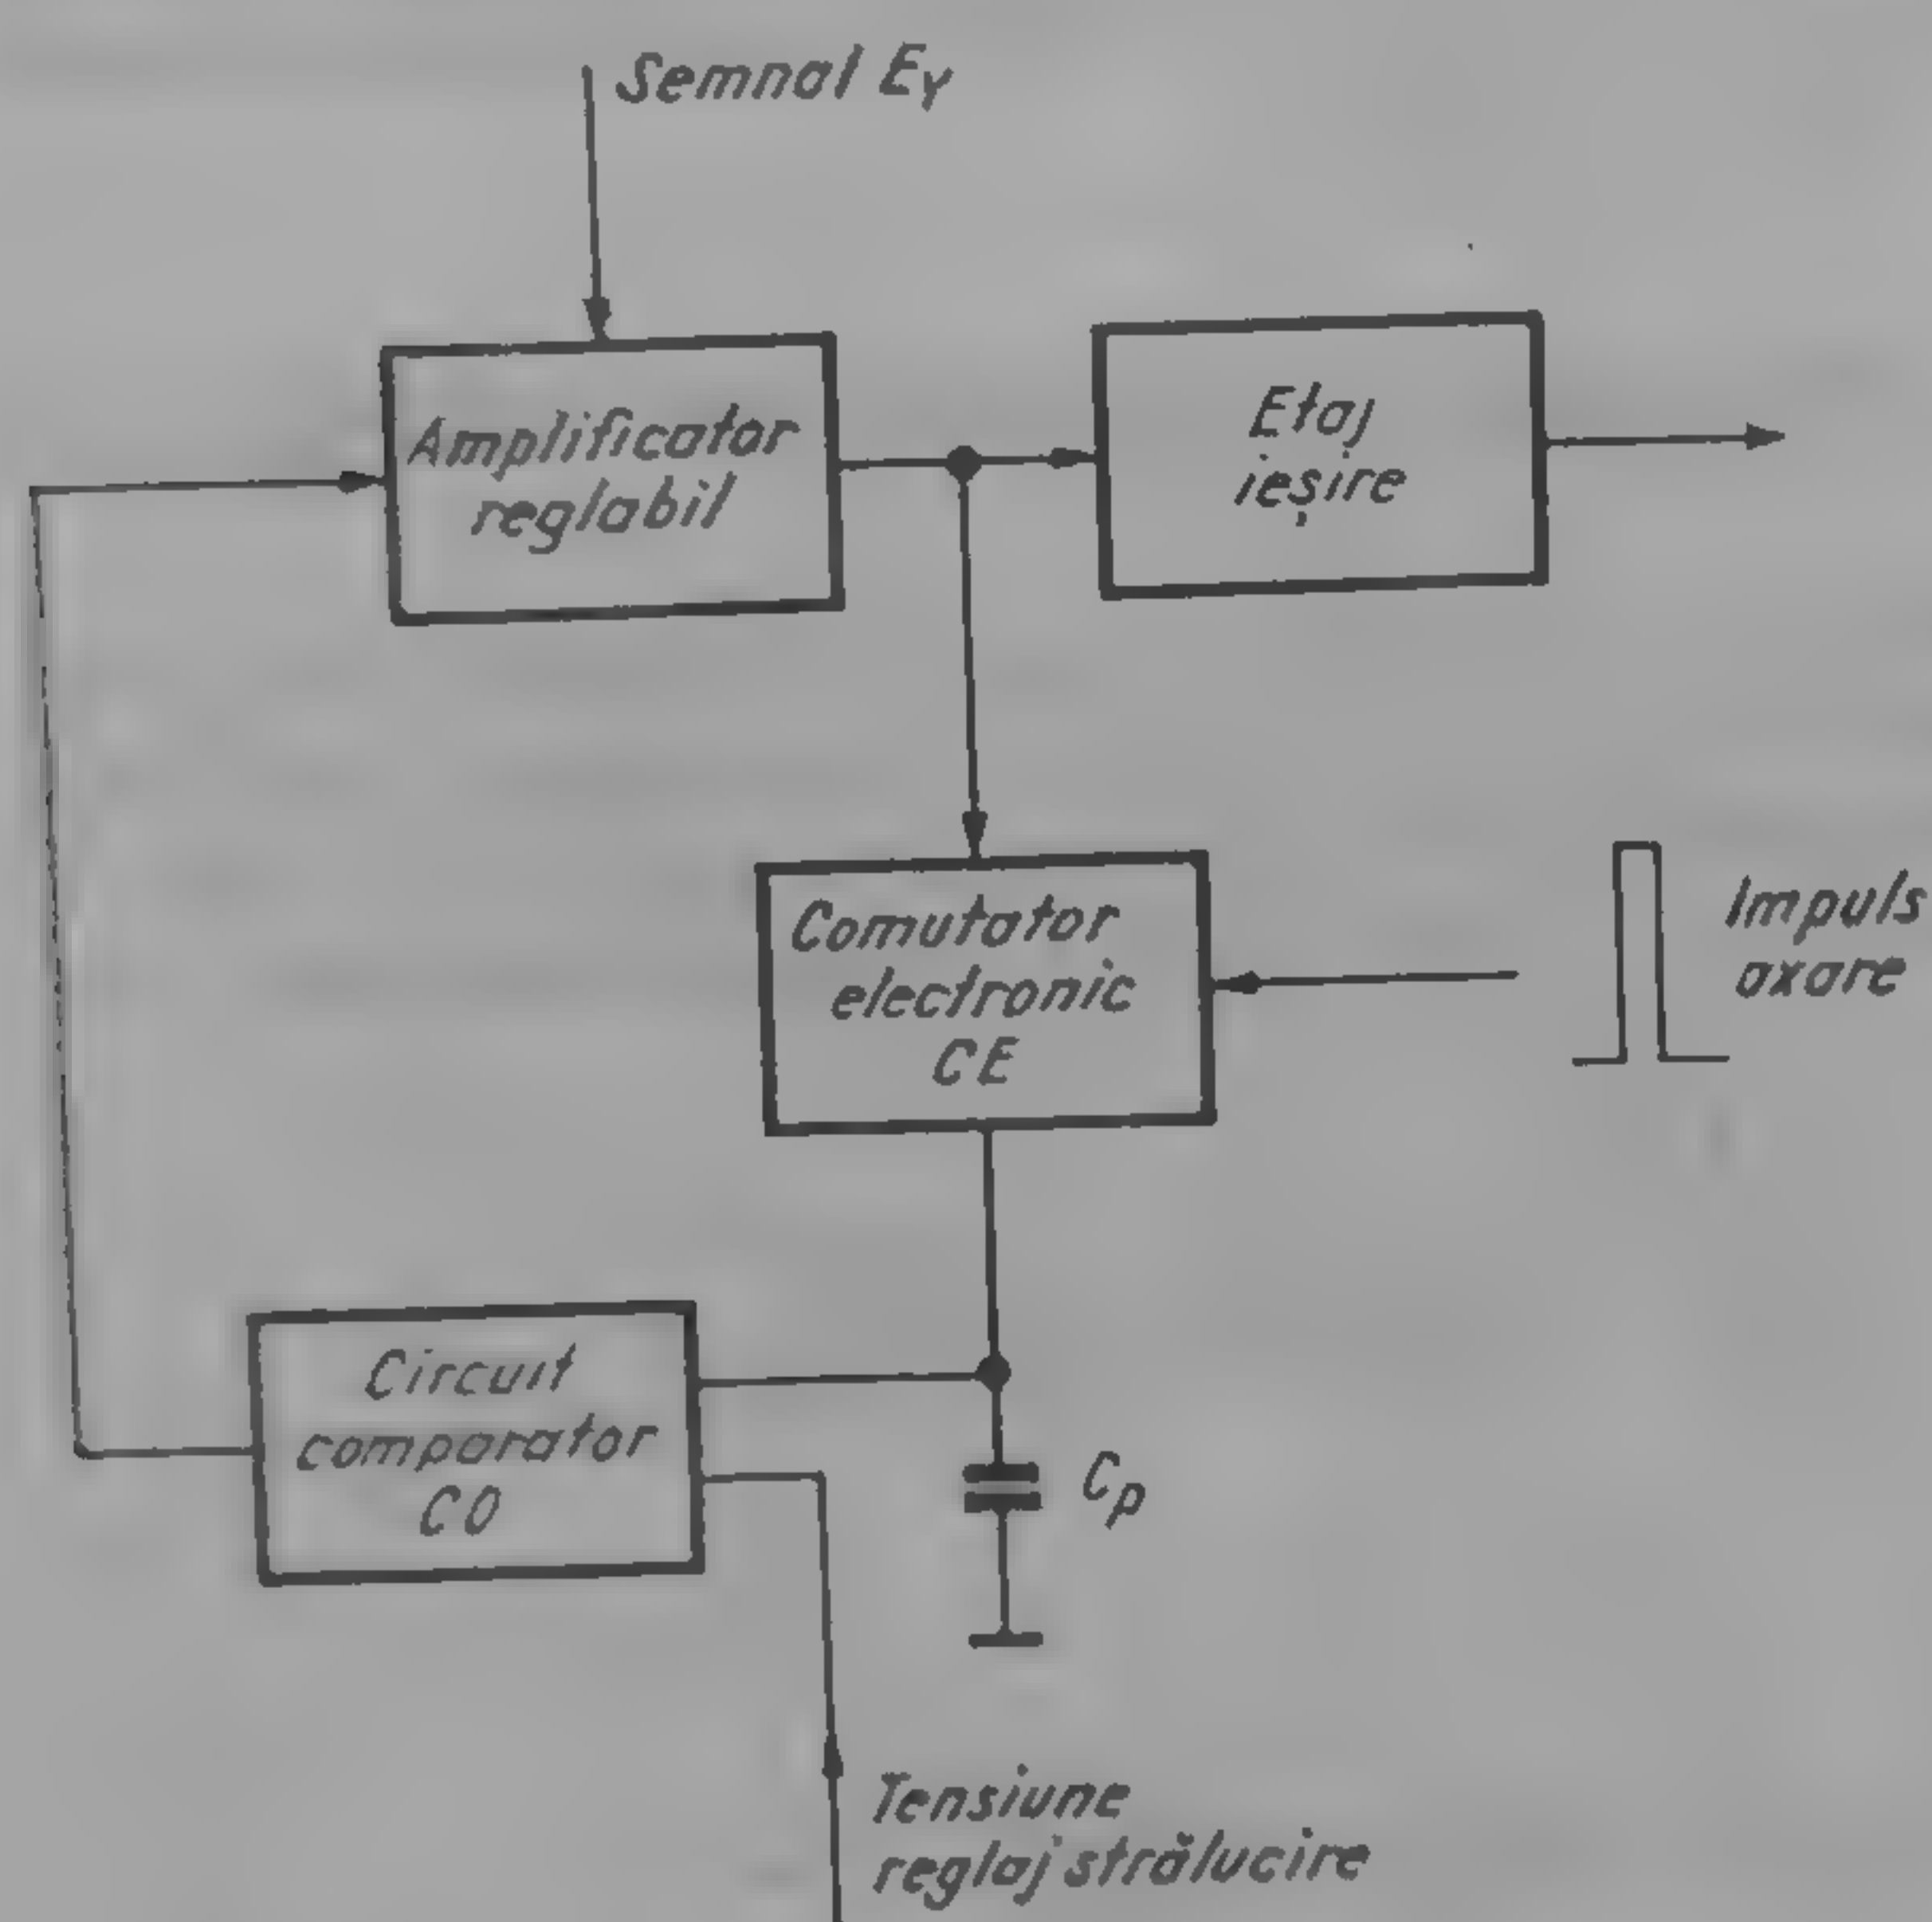 Semnal EY
Amplificator
reglabil
Etaj
ieșire
Comutator
electronic
CE
Impuls
axare
Circuit
comparator
CO
Cp
Tensiune
reglaj strălucire